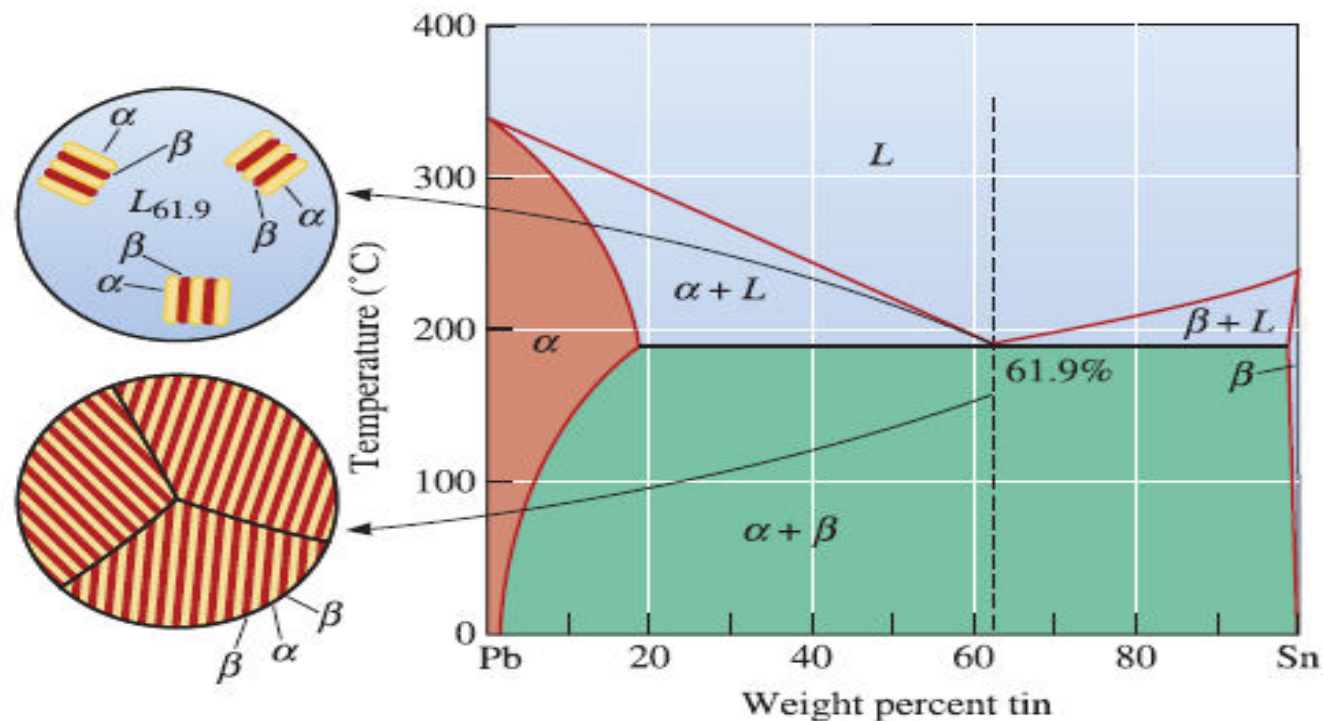 α
β
L61.9
β
α
β
α
β
α
β
Temperature (°C)
400
300
200
100
0
L
α + L
β + L
α
61.9%
β
α + β
Pb
20
40
60
80
Sn
Weight percent tin